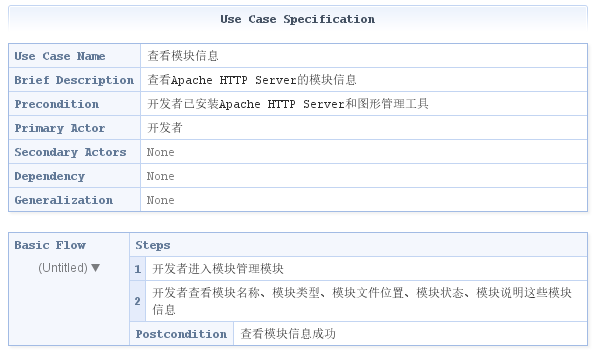 Use Case Specification
Use Case Name 查看模块信息
Brief Description 查看Apache HTTP Server的模块信息
Precondition 开发者已安装Apache HTTP Server和图形管理工具
Primary Actor 开发者
Secondary Actors None
Dependency None
Generalization None
Basic Flow Steps
(Untitled) ▼
1 开发者进入模块管理模块
2 开发者查看模块名称、模块类型、模块文件位置、模块状态、模块说明这些模块
信息
Postcondition 查看模块信息成功